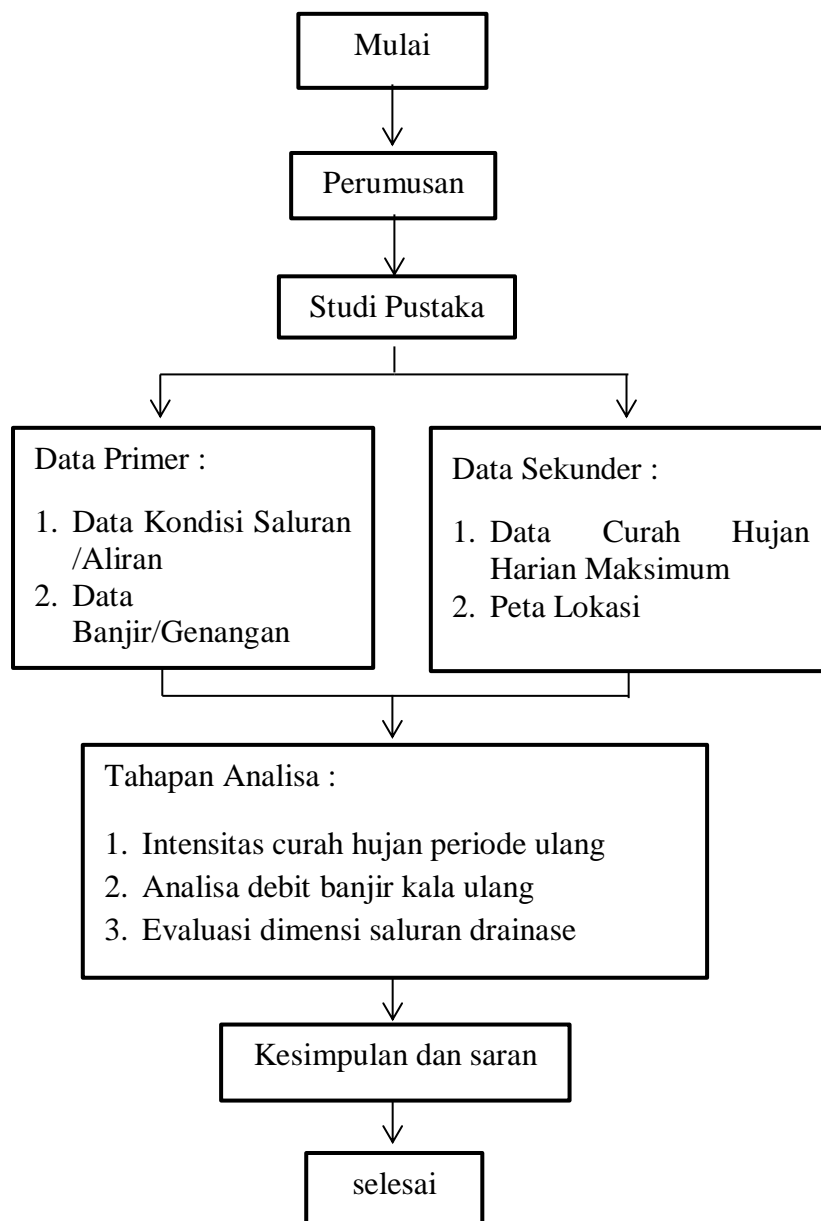 Mulai
Perumusan
Studi Pustaka
Data Primer :
1. Data Kondisi Saluran
/Aliran
2. Data
Banjir/Genangan
Data Sekunder :
1. Data Curah Hujan
Harian Maksimum
2. Peta Lokasi
Tahapan Analisa :
1. Intensitas curah hujan periode ulang
2. Analisa debit banjir kala ulang
3. Evaluasi dimensi saluran drainase
Kesimpulan dan saran
selesai